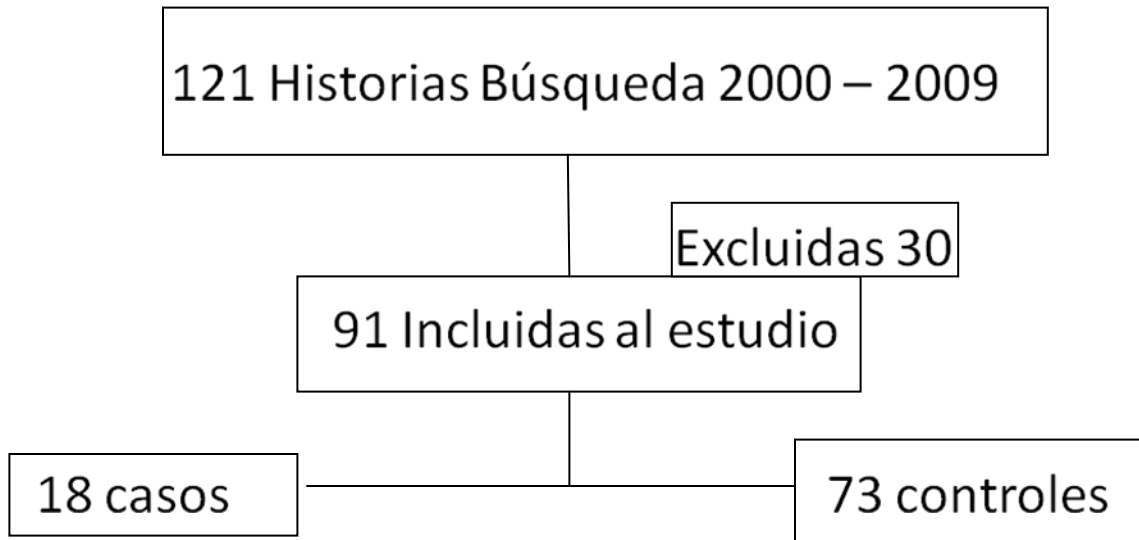 121 Historias Búsqueda 2000 – 2009
Excluidas 30
91 Incluidas al estudio
18 casos
73 controles